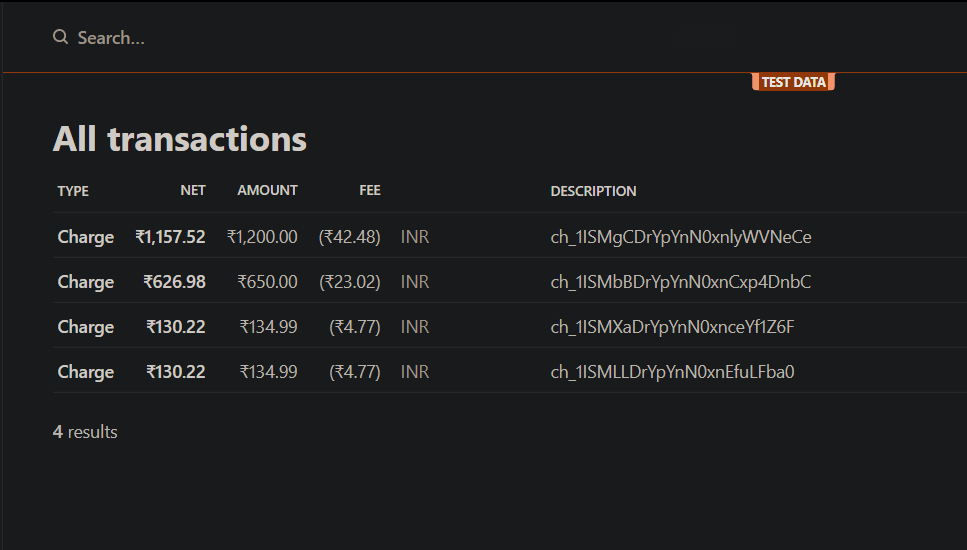 Search...
TEST DATA
All transactions
TYPE NET AMOUNT FEE DESCRIPTION
Charge ₹1,157.52 ₹1,200.00 (₹42.48) INR ch_1ISMgCDrYpYnN0xnlyWVNeCe
Charge ₹626.98 ₹650.00 (₹23.02) INR ch_1ISMbBDrYpYnN0xnCxp4DnbC
Charge ₹130.22 ₹134.99 (₹4.77) INR ch_1ISMXaDrYpYnN0xnceYf1Z6F
Charge ₹130.22 ₹134.99 (₹4.77) INR ch_1ISMLLDrYpYnN0xnEfuLFba0
4 results